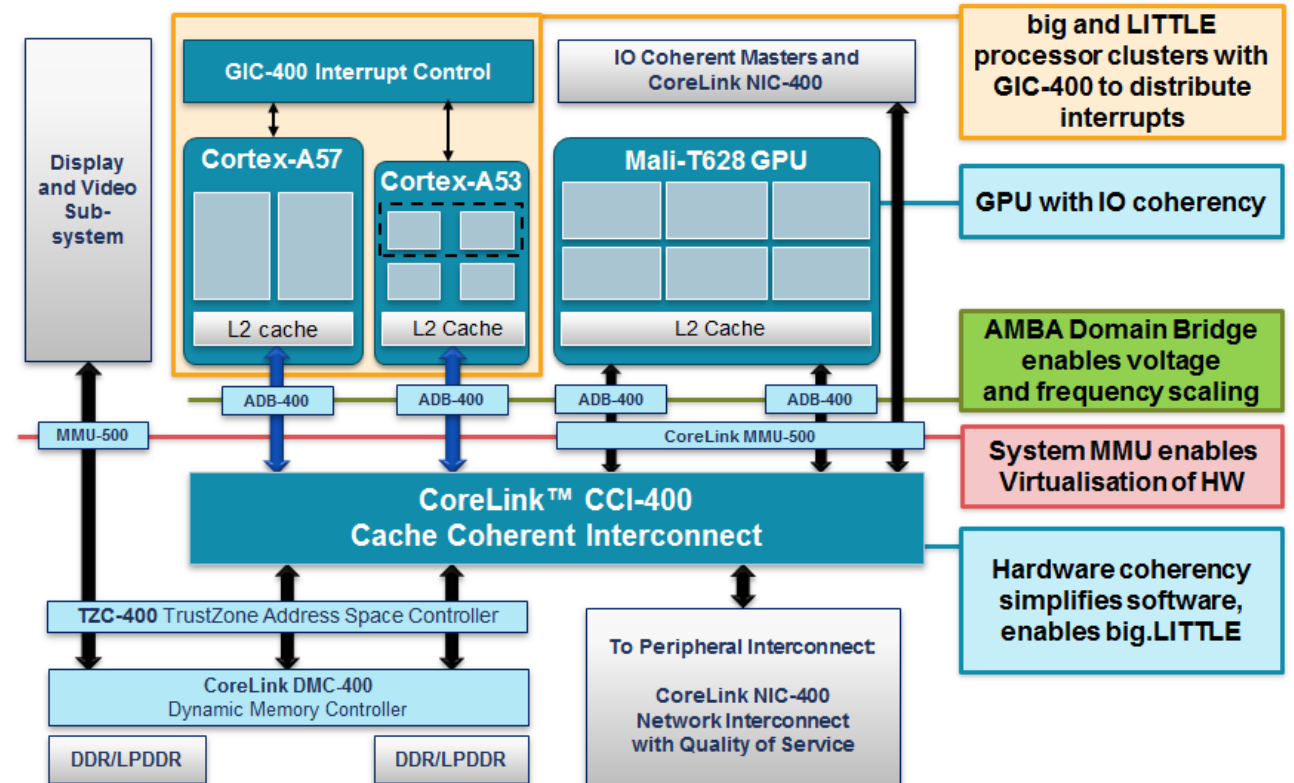 big and LITTLE
processor clusters with
GIC-400 to distribute
interrupts
GIC-400 Interrupt Control
IO Coherent Masters and
CoreLink NIC-400
Display
and Video
Sub-
system
Cortex-A57
Cortex-A53
Mali-T628 GPU
GPU with IO coherency
L2 cache
L2 Cache
L2 Cache
AMBA Domain Bridge
enables voltage
and frequency scaling
ADB-400
ADB-400
ADB-400
ADB-400
MMU-500
CoreLink MMU-500
System MMU enables
Virtualisation of HW
CoreLink™ CCI-400
Cache Coherent Interconnect
Hardware coherency
simplifies software,
enables big.LITTLE
TZC-400 TrustZone Address Space Controller
To Peripheral Interconnect:
CoreLink NIC-400
Network Interconnect
with Quality of Service
CoreLink DMC-400
Dynamic Memory Controller
DDR/LPDDR
DDR/LPDDR